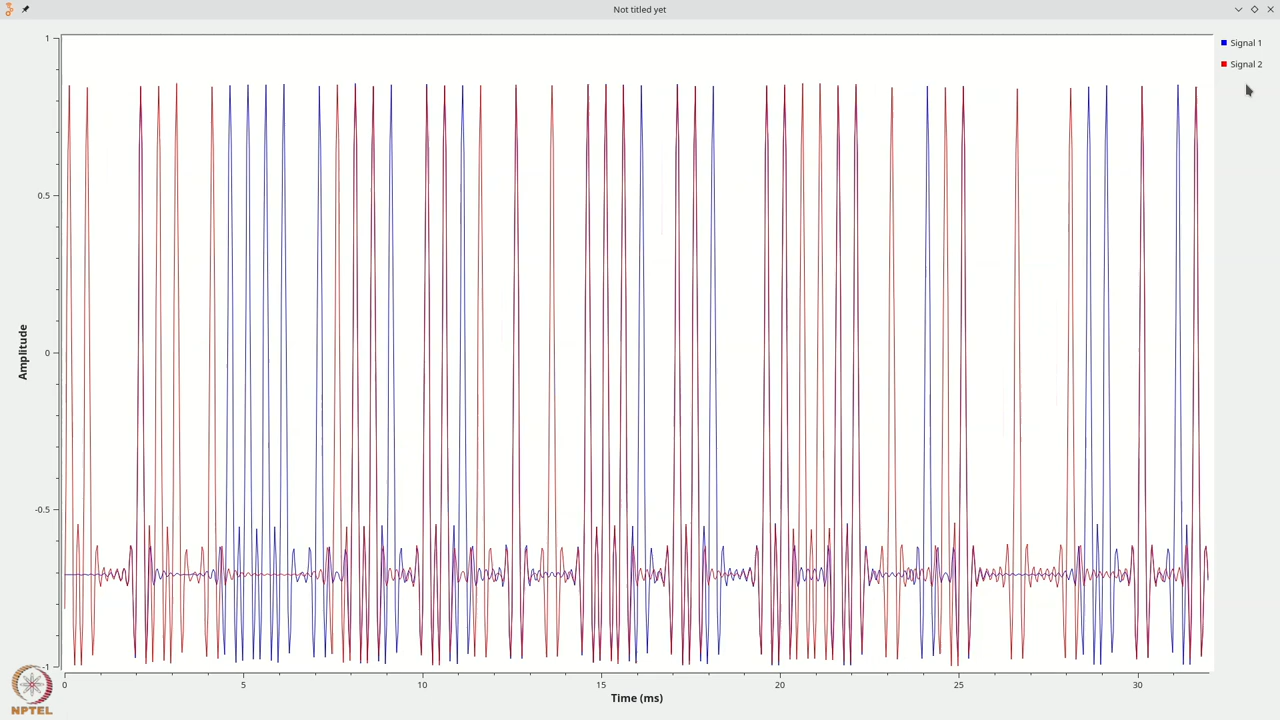 Not titled yet
Signal 1
Signal 2
1
0.5
0
-0.5
-1
Amplitude
0 5 10 15 20 25 30
Time (ms)
NPTEL